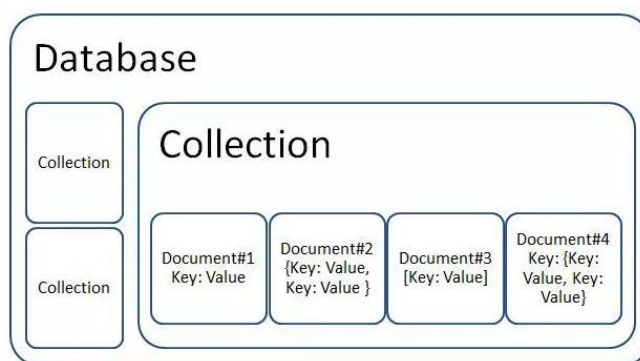 Database
Collection
Collection
Collection
Document#1
Key: Value
Document#2
{Key: Value,
Key: Value }
Document#3
[Key: Value]
Document#4
Key: {Key:
Value, Key:
Value}